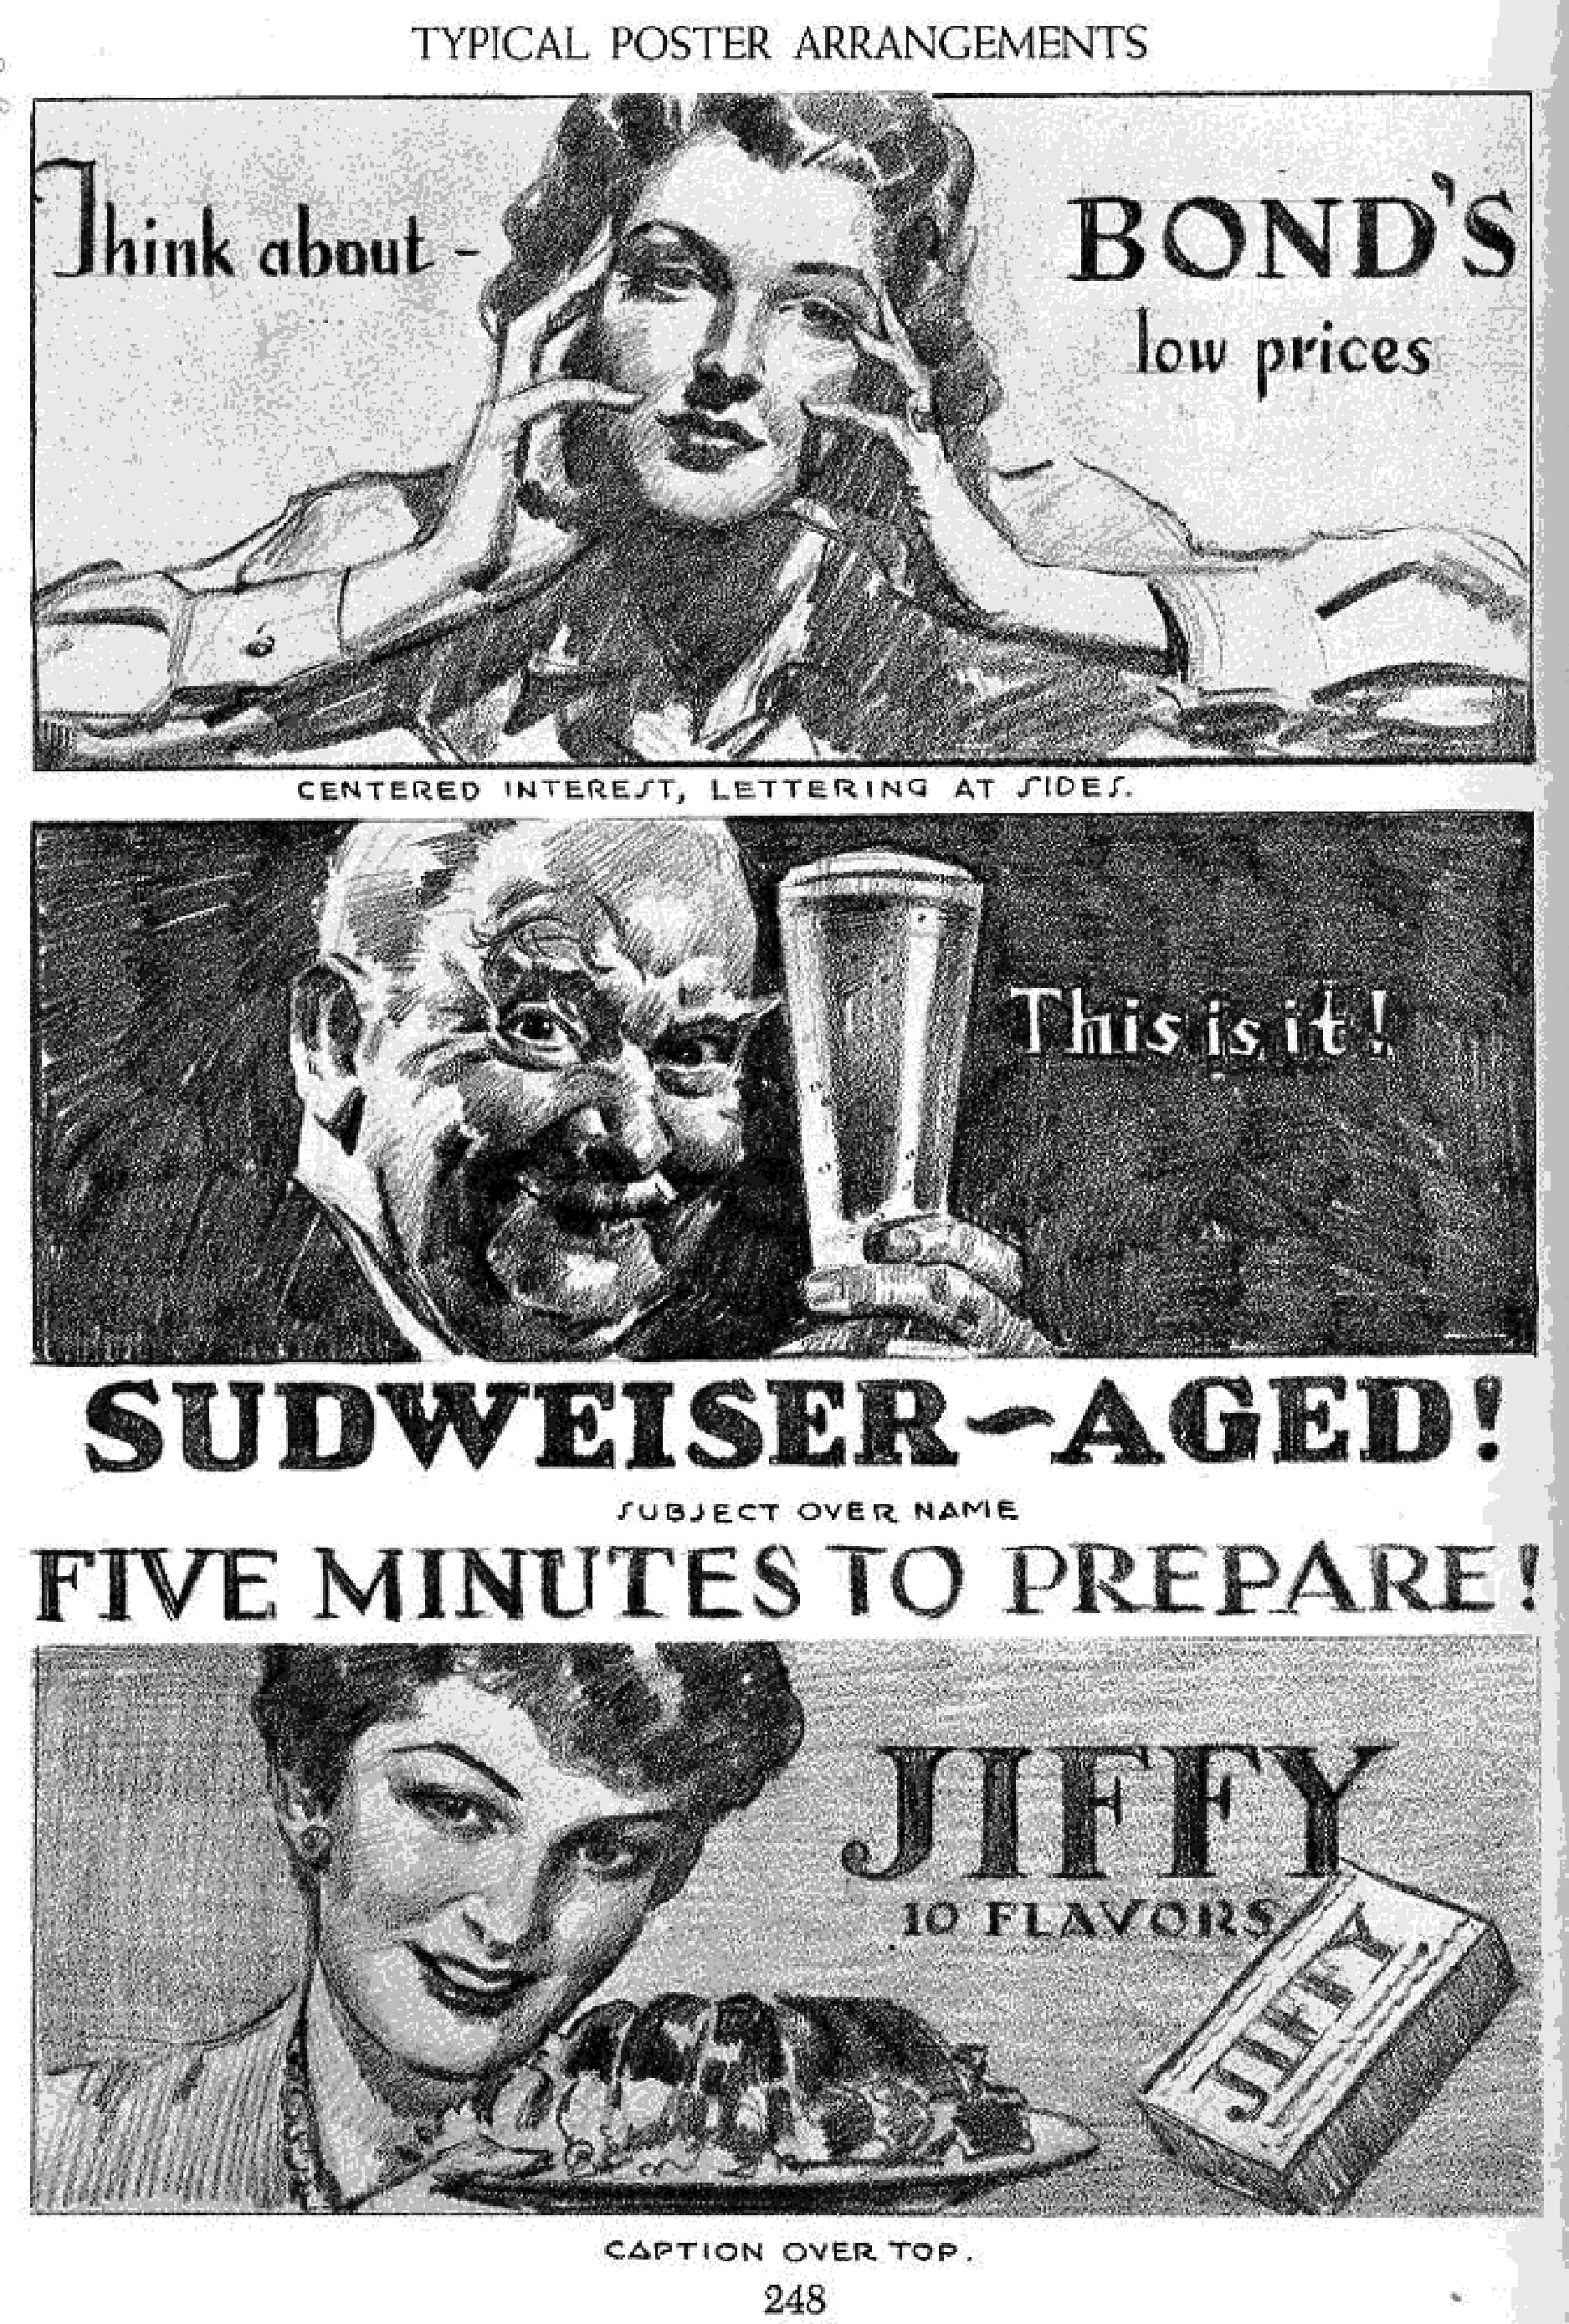 TYPICAL POSTER ARRANGEMENTS
Think about -
BOND'S
low prices
CENTERED INTEREST, LETTERING AT SIDES.
This is it!
SUDWEISER-AGED!
SUBJECT OVER NAME
FIVE MINUTES TO PREPARE!
JIFFY
10 FLAVORS
JIFFY
CAPTION OVER TOP.
248